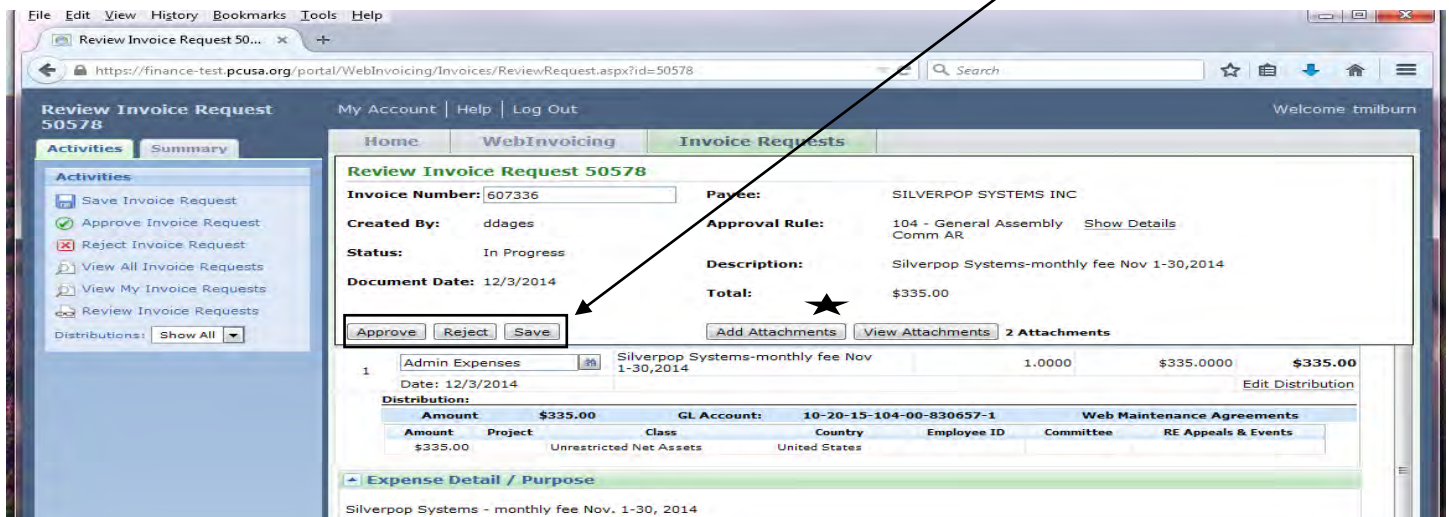 File Edit View History Bookmarks Tools Help
Review Invoice Request 50... × +
https://finance-test.pcusa.org/portal/WebInvoicing/Invoices/ReviewRequest.aspx?id=50578 Search
Review Invoice Request 50578
My Account | Help | Log Out Welcome tmilburn
Activities Summary
Home WebInvoicing Invoice Requests
Activities
Save Invoice Request
Approve Invoice Request
Reject Invoice Request
View All Invoice Requests
View My Invoice Requests
Review Invoice Requests
Distributions: Show All
Review Invoice Request 50578
Invoice Number: 607336 Payee: SILVERPOP SYSTEMS INC
Created By: ddages Approval Rule: 104 - General Assembly Show Details
Comm AR
Status: In Progress
Description: Silverpop Systems-monthly fee Nov 1-30,2014
Document Date: 12/3/2014
Total: $335.00
Approve Reject Save Add Attachments View Attachments 2 Attachments
1 Admin Expenses Silverpop Systems-monthly fee Nov 1.0000 $335.0000 $335.00
1-30,2014
Date: 12/3/2014 Edit Distribution
Distribution:
Amount $335.00 GL Account: 10-20-15-104-00-830657-1 Web Maintenance Agreements
Amount Project Class Country Employee ID Committee RE Appeals & Events
$335.00 Unrestricted Net Assets United States
Expense Detail / Purpose
Silverpop Systems - monthly fee Nov. 1-30, 2014